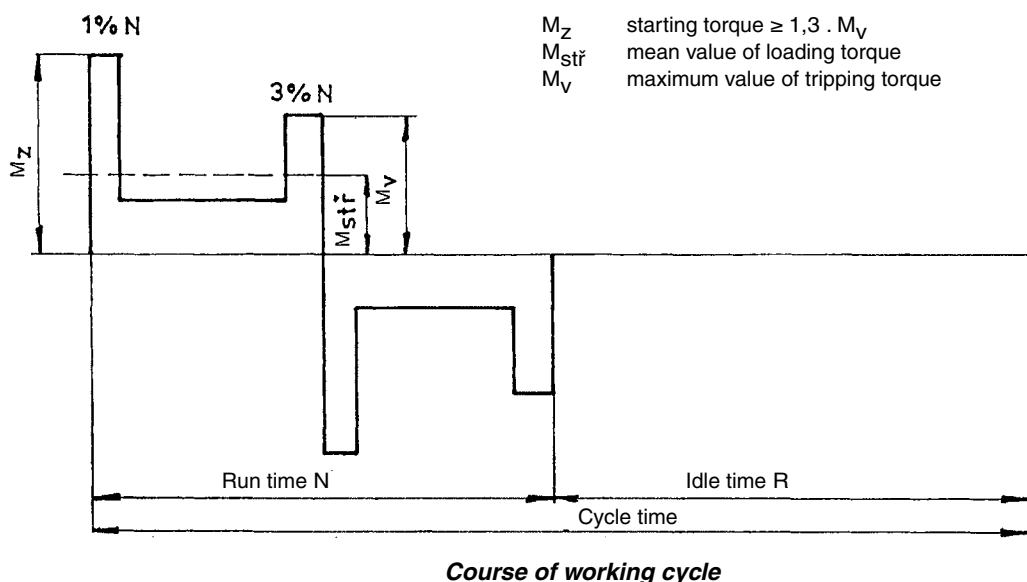 1% N
M_Z starting torque ≥ 1,3 . M_V
M_stř mean value of loading torque
M_V maximum value of tripping torque
3% N
M_Z
M_stř
M_V
Run time N
Idle time R
Cycle time
Course of working cycle